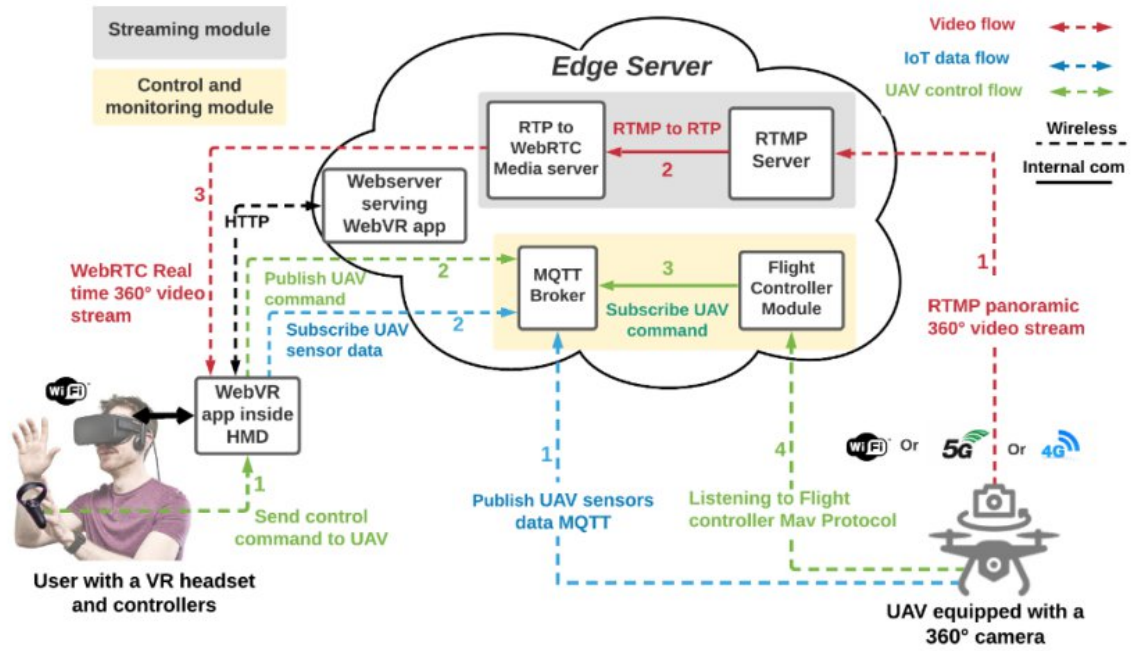 Streaming module
Control and
monitoring module
Edge Server
Video flow
IoT data flow
UAV control flow
Wireless
Internal com
RTP to
WebRTC
Media server
RTMP to RTP
2
RTMP
Server
Webserver
serving
WebVR app
3
HTTP
WebRTC Real
time 360° video
stream
Publish UAV
command
2
Subscribe UAV
sensor data
2
MQTT
Broker
3
Subscribe UAV
command
Flight
Controller
Module
1
RTMP panoramic
360° video stream
WiFi
WebVR
app inside
HMD
1
Send control
command to UAV
1
Publish UAV sensors
data MQTT
4
Listening to Flight
controller Mav Protocol
WiFi Or 5G Or 4G
User with a VR headset
and controllers
UAV equipped with a
360° camera